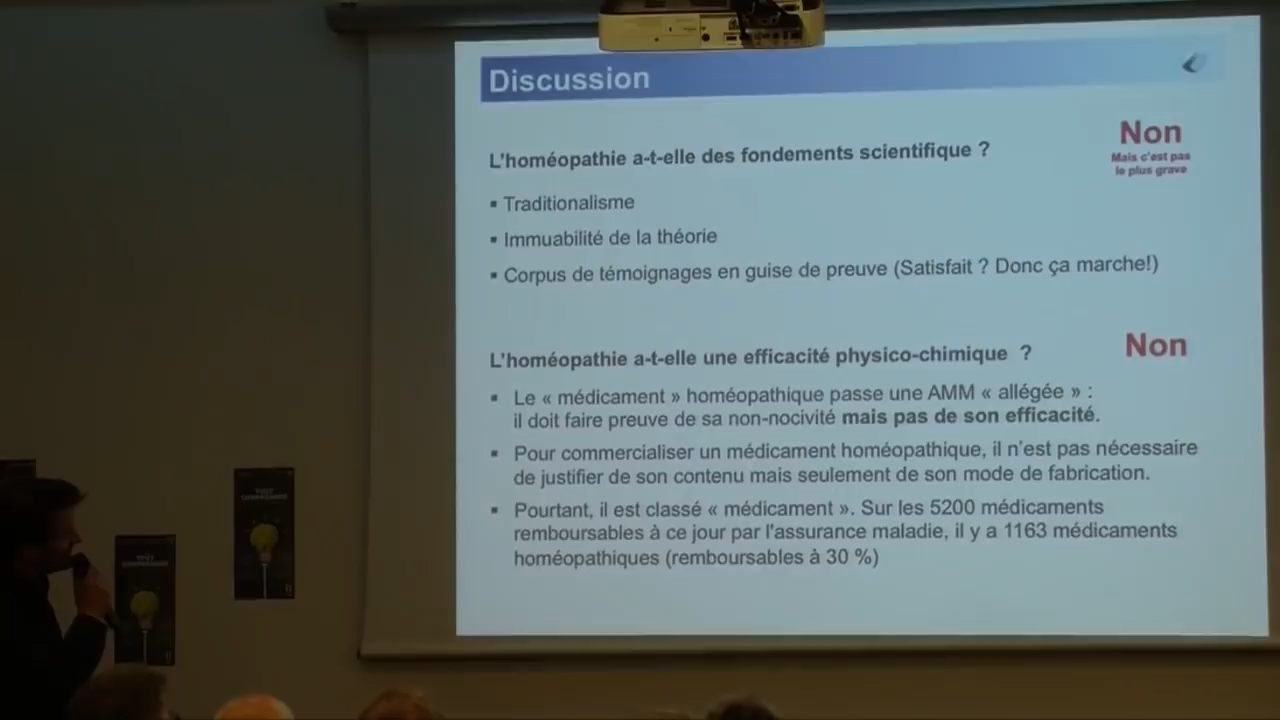 Discussion
Non
Mais c'est pas
le plus grave
L'homéopathie a-t-elle des fondements scientifique ?
▪ Traditionalisme
▪ Immuabilité de la théorie
▪ Corpus de témoignages en guise de preuve (Satisfait ? Donc ça marche!)
L'homéopathie a-t-elle une efficacité physico-chimique ?
Non
▪ Le « médicament » homéopathique passe une AMM « allégée » :
il doit faire preuve de sa non-nocivité mais pas de son efficacité.
▪ Pour commercialiser un médicament homéopathique, il n'est pas nécessaire
de justifier de son contenu mais seulement de son mode de fabrication.
▪ Pourtant, il est classé « médicament ». Sur les 5200 médicaments
remboursables à ce jour par l'assurance maladie, il y a 1163 médicaments
homéopathiques (remboursables à 30 %)
TOUT